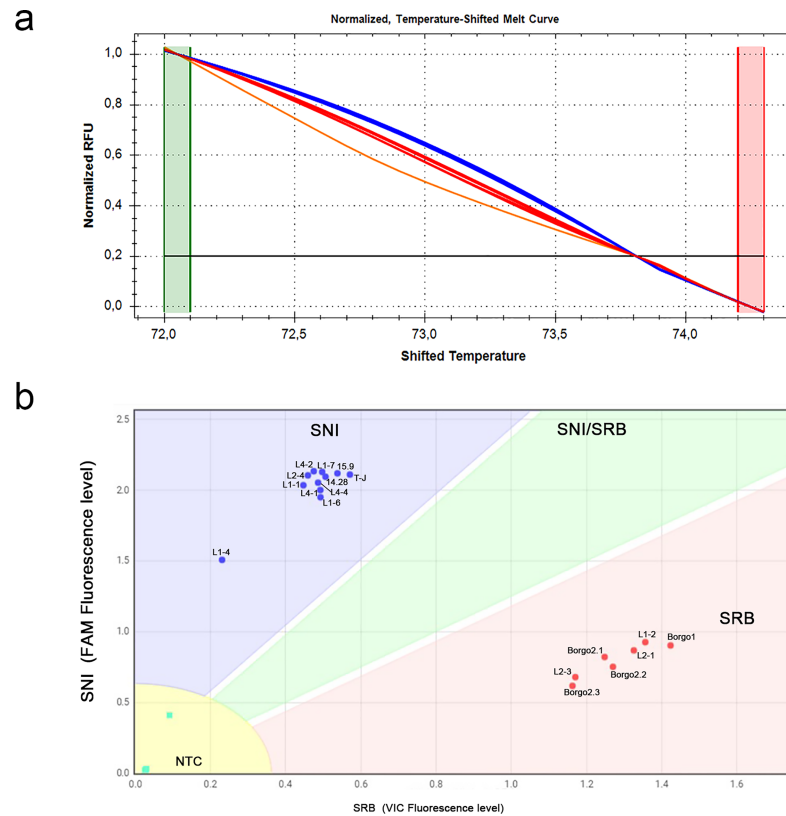 a
Normalized, Temperature-Shifted Melt Curve
Normalized RFU
1,0
0,8
0,6
0,4
0,2
0,0
72,0 72,5 73,0 73,5 74,0
Shifted Temperature
b
SNI (FAM Fluorescence level)
2.5
2.0
1.5
1.0
0.5
0.0
SNI
SNI/SRB
SRB
NTC
L4-2 L1-7 15.9
L2-4 T-J
L1-1 14.28
L4-1 L4-4
L1-6
L1-4
L1-2 Borgo1
Borgo2.1 L2-1
L2-3 Borgo2.2
Borgo2.3
0.0 0.2 0.4 0.6 0.8 1.0 1.2 1.4 1.6
SRB (VIC Fluorescence level)